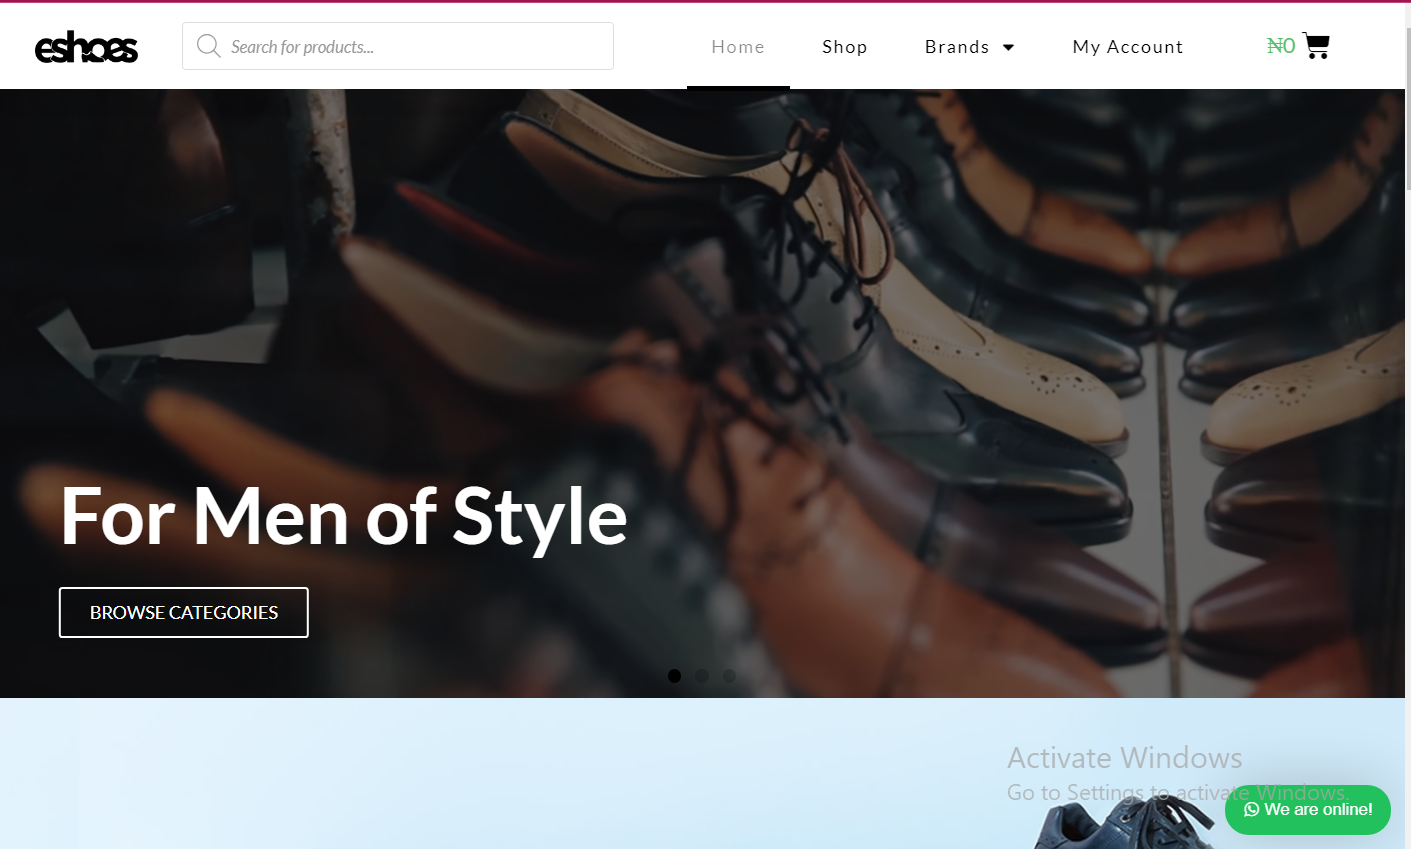 eshoes
Search for products...
Home
Shop
Brands
My Account
₦0
For Men of Style
BROWSE CATEGORIES
Activate Windows
Go to Settings to activate Windows.
We are online!